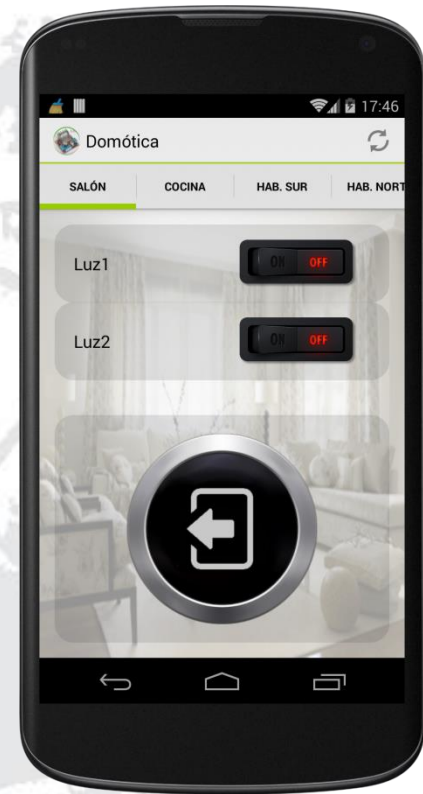 17:46
Domótica
SALÓN COCINA HAB. SUR HAB. NORT
Luz1 ON OFF
Luz2 ON OFF